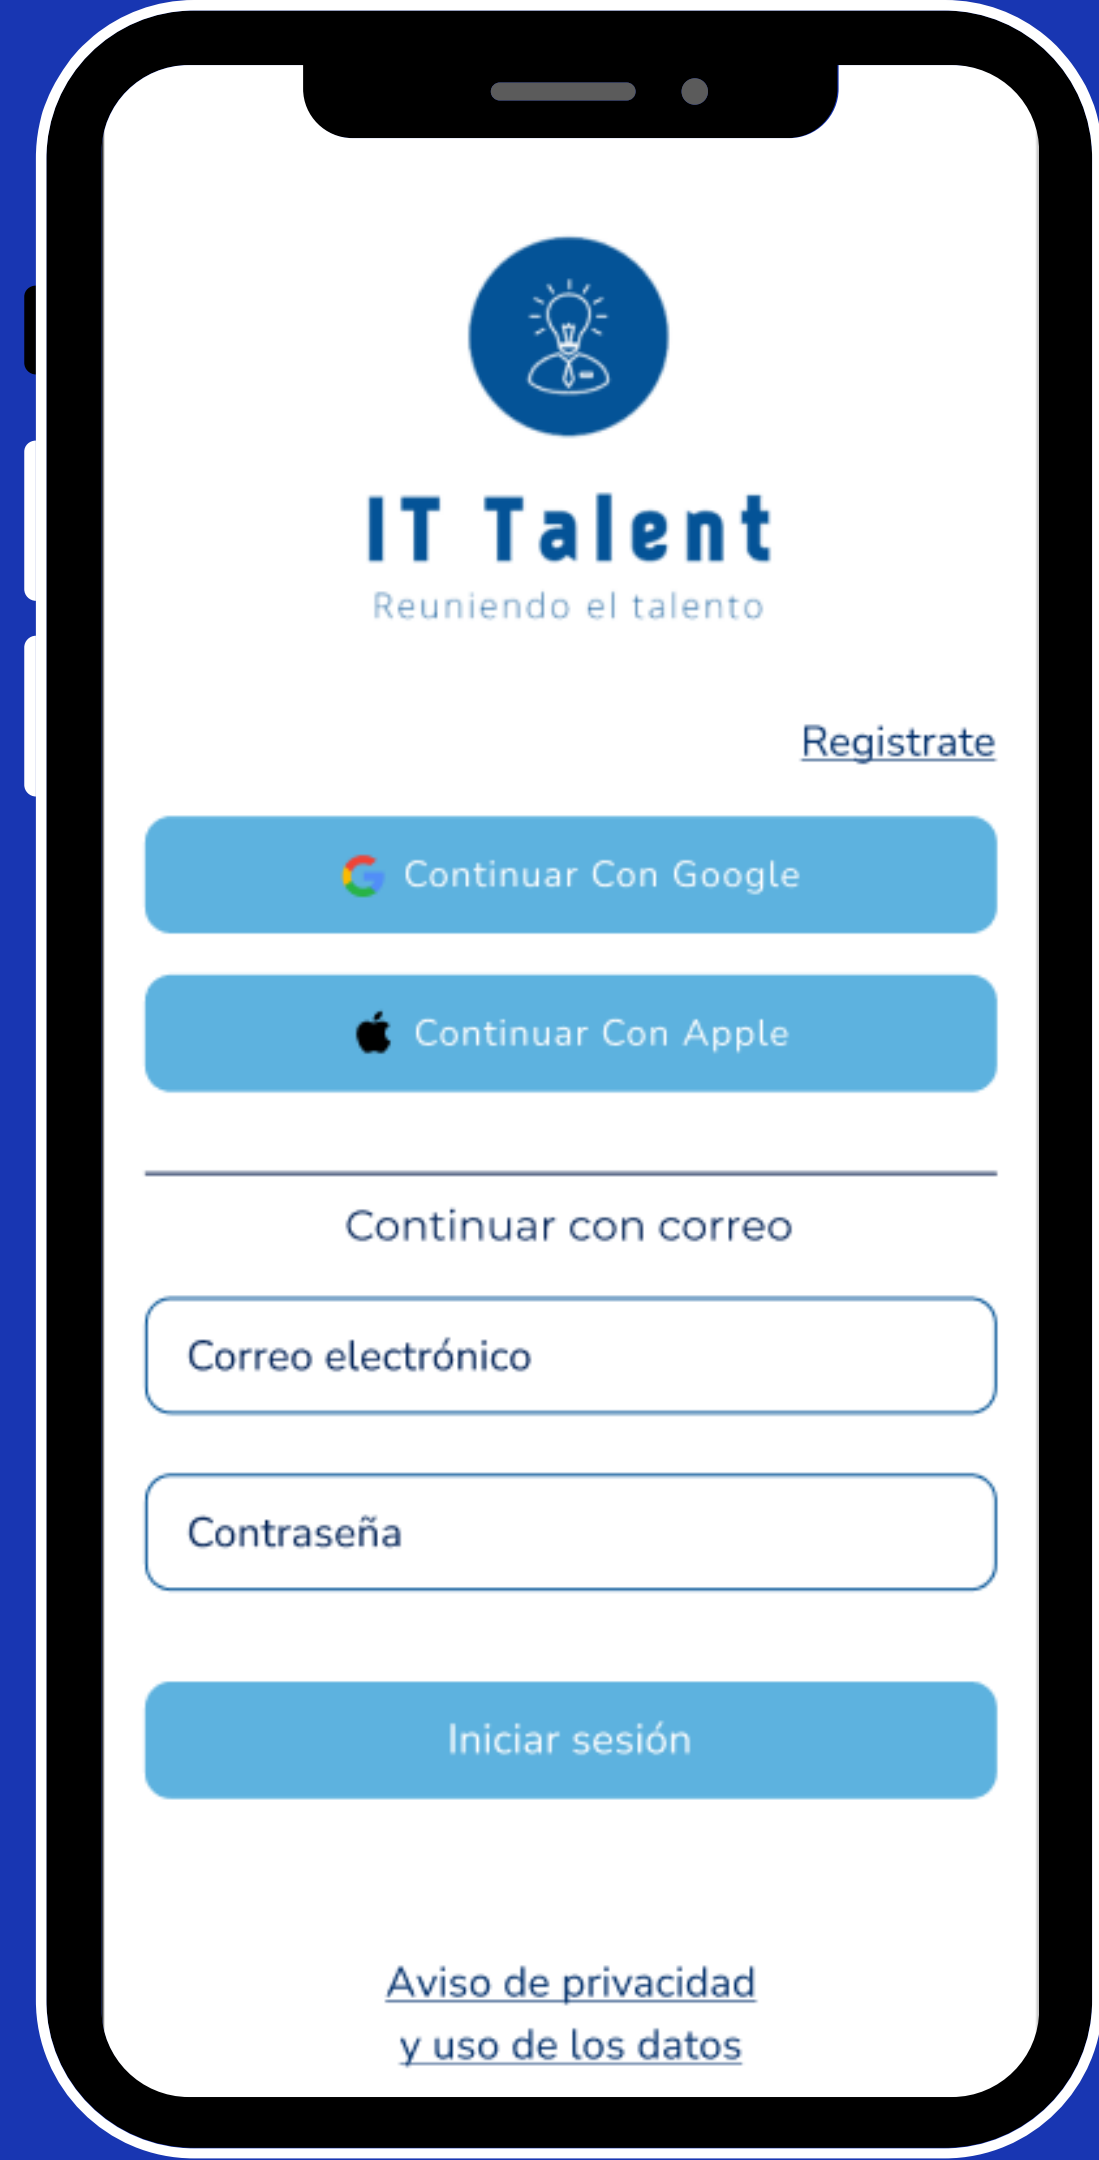 IT Talent
Reuniendo el talento
Registrate
Continuar Con Google
Continuar Con Apple
Continuar con correo
Correo electrónico
Contraseña
Iniciar sesión
Aviso de privacidad
y uso de los datos